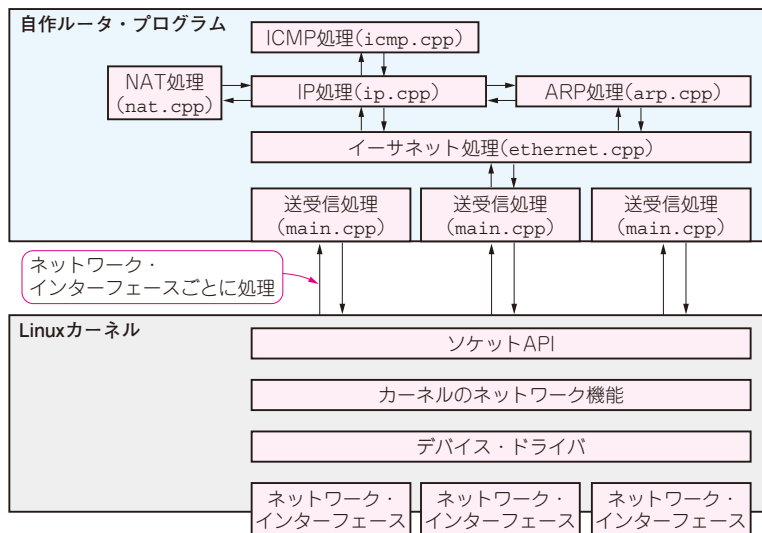 自作ルータ・プログラム
ICMP処理(icmp.cpp)
NAT処理
(nat.cpp)
IP処理(ip.cpp)
ARP処理(arp.cpp)
イーサネット処理(ethernet.cpp)
送受信処理
(main.cpp)
送受信処理
(main.cpp)
送受信処理
(main.cpp)
ネットワーク・
インターフェースごとに処理
Linuxカーネル
ソケットAPI
カーネルのネットワーク機能
デバイス・ドライバ
ネットワーク・
インターフェース
ネットワーク・
インターフェース
ネットワーク・
インターフェース